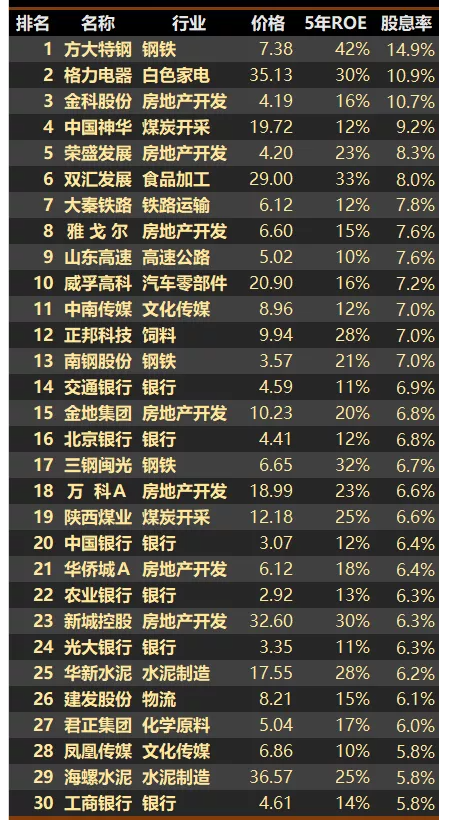 排名 名称 行业 价格 5年ROE 股息率
1 方大特钢 钢铁 7.38 42% 14.9%
2 格力电器 白色家电 35.13 30% 10.9%
3 金科股份 房地产开发 4.19 16% 10.7%
4 中国神华 煤炭开采 19.72 12% 9.2%
5 荣盛发展 房地产开发 4.20 23% 8.3%
6 双汇发展 食品加工 29.00 33% 8.0%
7 大秦铁路 铁路运输 6.12 12% 7.8%
8 雅戈尔 房地产开发 6.60 15% 7.6%
9 山东高速 高速公路 5.02 10% 7.6%
10 威孚高科 汽车零部件 20.90 16% 7.2%
11 中南传媒 文化传媒 8.96 12% 7.0%
12 正邦科技 饲料 9.94 28% 7.0%
13 南钢股份 钢铁 3.57 21% 7.0%
14 交通银行 银行 4.59 11% 6.9%
15 金地集团 房地产开发 10.23 20% 6.8%
16 北京银行 银行 4.41 12% 6.8%
17 三钢闽光 钢铁 6.65 32% 6.7%
18 万 科A 房地产开发 18.99 23% 6.6%
19 陕西煤业 煤炭开采 12.18 25% 6.6%
20 中国银行 银行 3.07 12% 6.4%
21 华侨城A 房地产开发 6.12 18% 6.4%
22 农业银行 银行 2.92 13% 6.3%
23 新城控股 房地产开发 32.60 30% 6.3%
24 光大银行 银行 3.35 11% 6.3%
25 华新水泥 水泥制造 17.55 28% 6.2%
26 建发股份 物流 8.21 15% 6.1%
27 君正集团 化学原料 5.04 17% 6.0%
28 凤凰传媒 文化传媒 6.86 10% 5.8%
29 海螺水泥 水泥制造 36.57 25% 5.8%
30 工商银行 银行 4.61 14% 5.8%